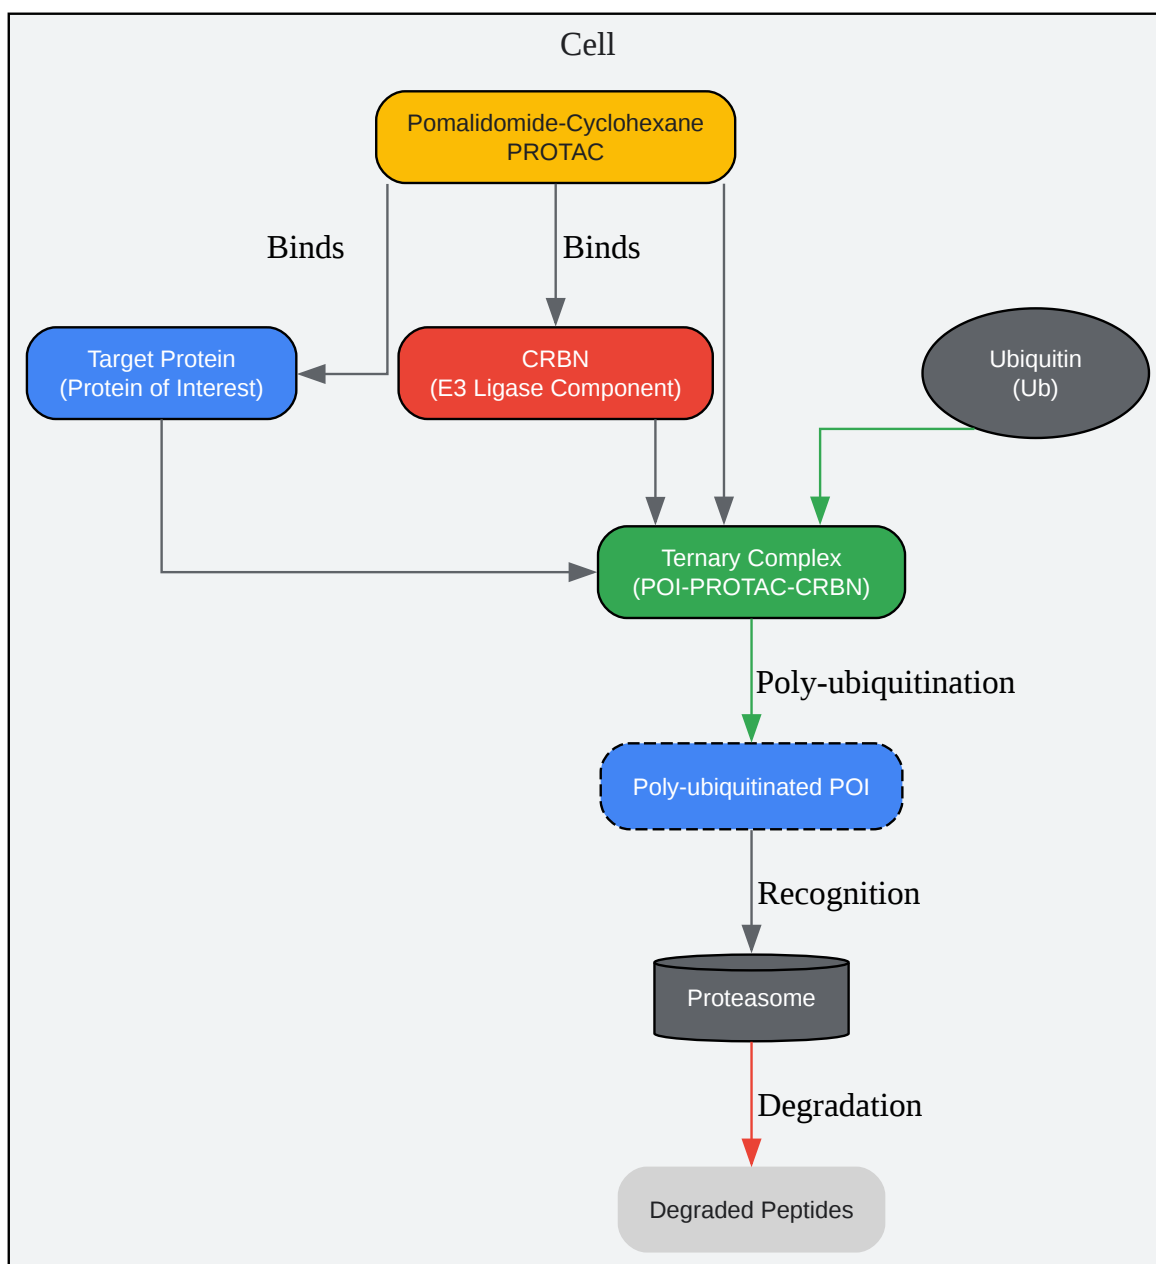 Cell
Pomalidomide-Cyclohexane
PROTAC
Binds
Binds
Target Protein
(Protein of Interest)
CRBN
(E3 Ligase Component)
Ubiquitin
(Ub)
Ternary Complex
(POI-PROTAC-CRBN)
Poly-ubiquitination
Poly-ubiquitinated POI
Recognition
Proteasome
Degradation
Degraded Peptides